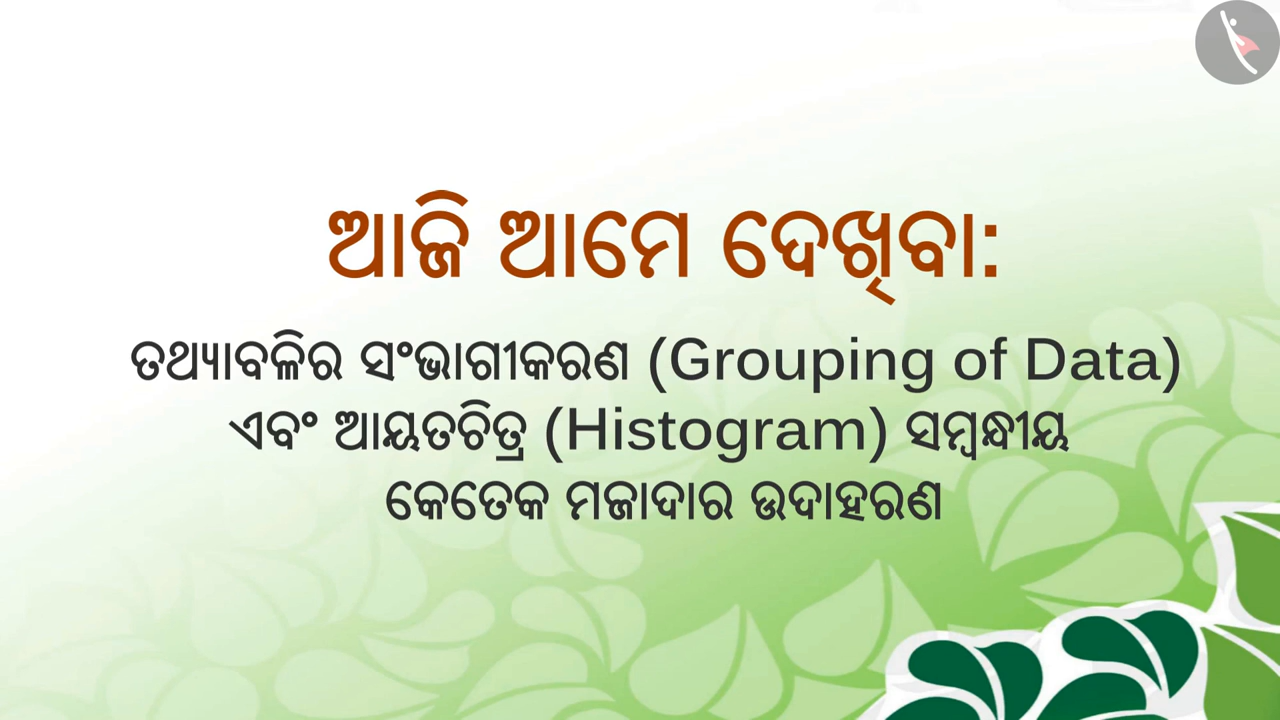 ଆଜି ଆମେ ଦେଖିବା:
ତଥ୍ୟାବଳିର ସଂଭାଗୀକରଣ (Grouping of Data)
ଏବଂ ଆୟତଚିତ୍ର (Histogram) ସମ୍ବନ୍ଧୀୟ
କେତେକ ମଜାଦାର ଉଦାହରଣ